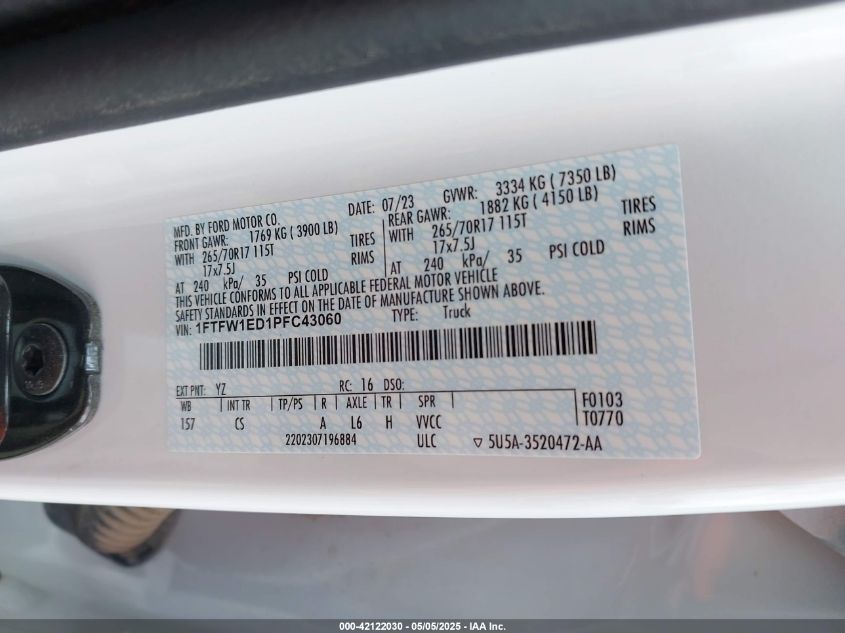 MFD. BY FORD MOTOR CO. DATE: 07/23 GVWR: 3334 KG ( 7350 LB)
FRONT GAWR: 1769 KG ( 3900 LB) REAR GAWR: 1882 KG ( 4150 LB)
WITH 265/70R17 115T TIRES WITH 265/70R17 115T TIRES
17x7.5J RIMS 17x7.5J RIMS
AT 240 kPa/ 35 PSI COLD AT 240 kPa/ 35 PSI COLD
THIS VEHICLE CONFORMS TO ALL APPLICABLE FEDERAL MOTOR VEHICLE
SAFETY STANDARDS IN EFFECT ON THE DATE OF MANUFACTURE SHOWN ABOVE.
VIN: 1FTFW1ED1PFC43060 TYPE: Truck
EXT PNT: YZ RC: 16 DSO:
WB INT TR TP/PS R AXLE TR SPR F0103
157 CS A L6 H VVCC T0770
2202307196884 ULC ▽ 5U5A-3520472-AA
000-42122030 - 05/05/2025 - IAA Inc.